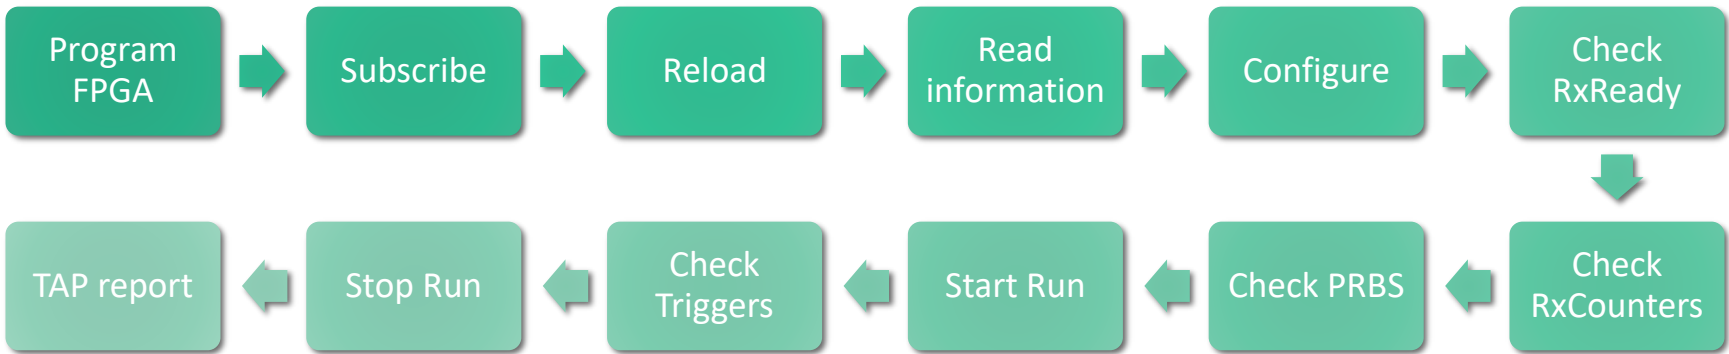 Program
FPGA
Subscribe
Reload
Read
information
Configure
Check
RxReady
Check
RxCounters
Check PRBS
Start Run
Check
Triggers
Stop Run
TAP report